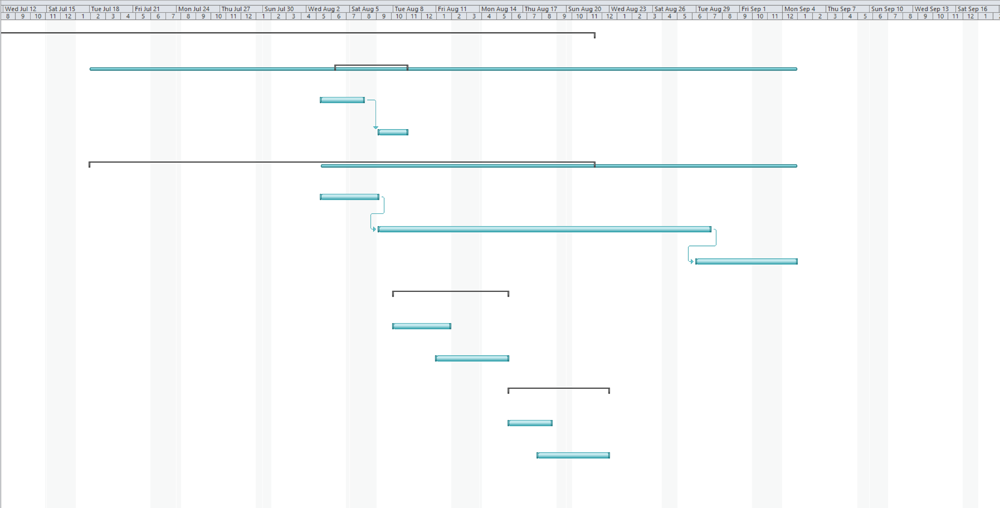 Wed Jul 12 Sat Jul 15 Tue Jul 18 Fri Jul 21 Mon Jul 24 Thu Jul 27 Sun Jul 30 Wed Aug 2 Sat Aug 5 Tue Aug 8 Fri Aug 11 Mon Aug 14 Thu Aug 17 Sun Aug 20 Wed Aug 23 Sat Aug 26 Tue Aug 29 Fri Sep 1 Mon Sep 4 Thu Sep 7 Sun Sep 10 Wed Sep 13 Sat Sep 16
8 9 10 11 12 1 2 3 4 5 6 7 8 9 10 11 12 1 2 3 4 5 6 7 8 9 10 11 12 1 2 3 4 5 6 7 8 9 10 11 12 1 2 3 4 5 6 7 8 9 10 11 12 1 2 3 4 5 6 7 8 9 10 11 12 1